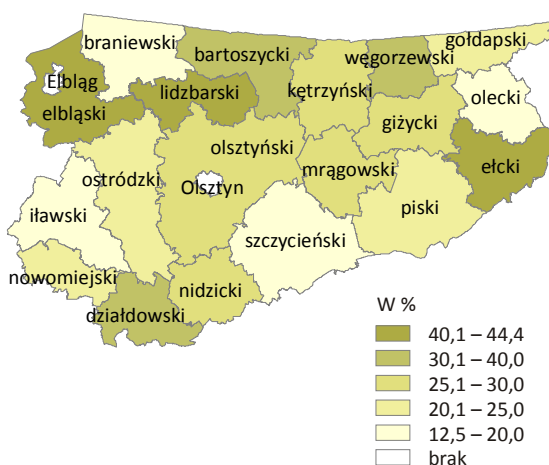 gołdapski
braniewski
bartoszycki
węgorzewski
Elbląg
lidzbarski
kętrzyński
olecki
elbląski
giżycki
olsztyński
ełcki
ostródzki
Olsztyn
mrągowski
iławski
piski
szczycieński
nowomiejski
nidzicki
działdowski
W %
40,1 – 44,4
30,1 – 40,0
25,1 – 30,0
20,1 – 25,0
12,5 – 20,0
brak